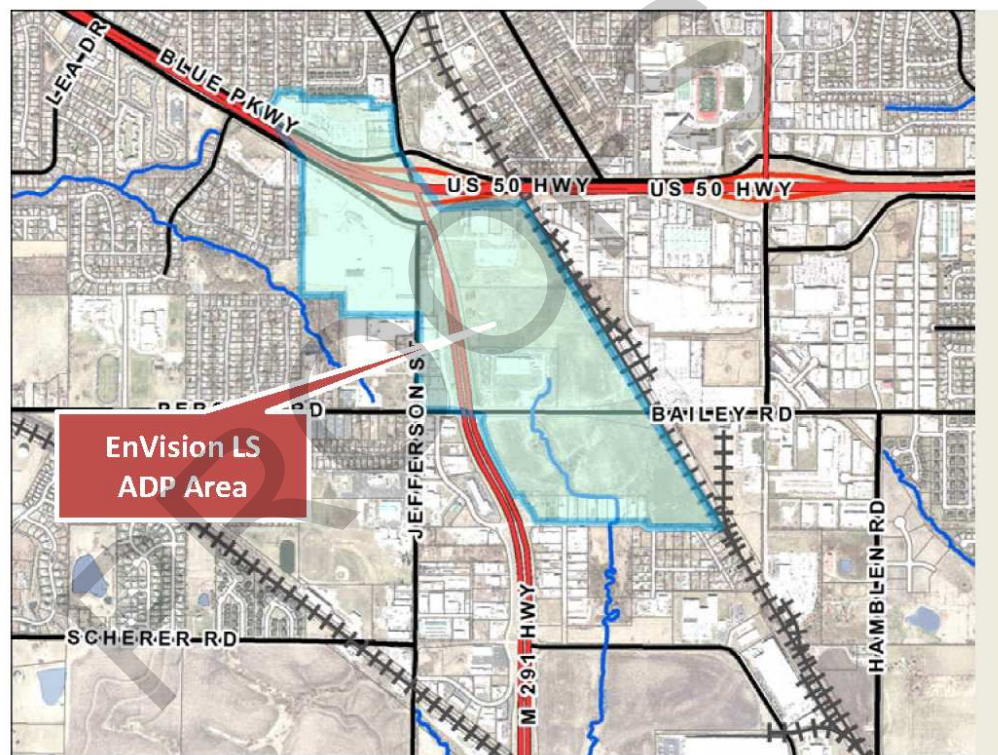 LEA DR
BLUE PKWY
US 50 HWY
US 50 HWY
JEFFERSON ST
RD
BAILEY RD
EnVision LS
ADP Area
HAMBLEN RD
SCHERER RD
M 291 HWY